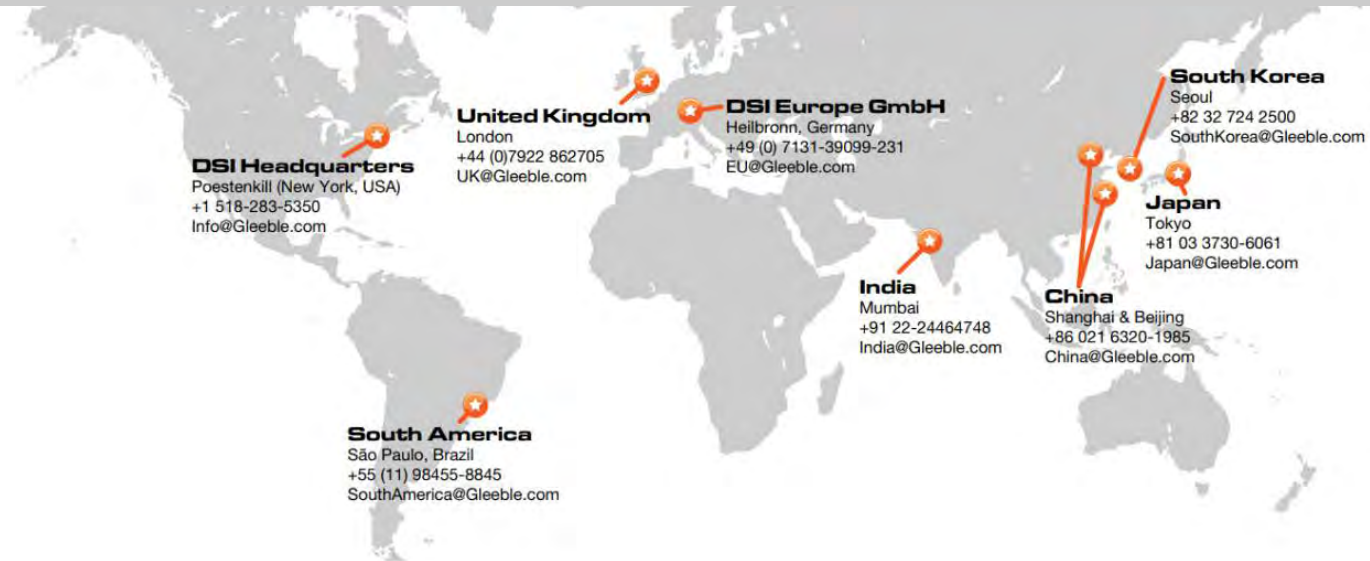 DSI Headquarters
Poestenkill (New York, USA)
+1 518-283-5350
Info@Gleeble.com
United Kingdom
London
+44 (0)7922 862705
UK@Gleeble.com
DSI Europe GmbH
Heilbronn, Germany
+49 (0) 7131-39099-231
EU@Gleeble.com
South Korea
Seoul
+82 32 724 2500
SouthKorea@Gleeble.com
Japan
Tokyo
+81 03 3730-6061
Japan@Gleeble.com
India
Mumbai
+91 22-24464748
India@Gleeble.com
China
Shanghai & Beijing
+86 021 6320-1985
China@Gleeble.com
South America
São Paulo, Brazil
+55 (11) 98455-8845
SouthAmerica@Gleeble.com